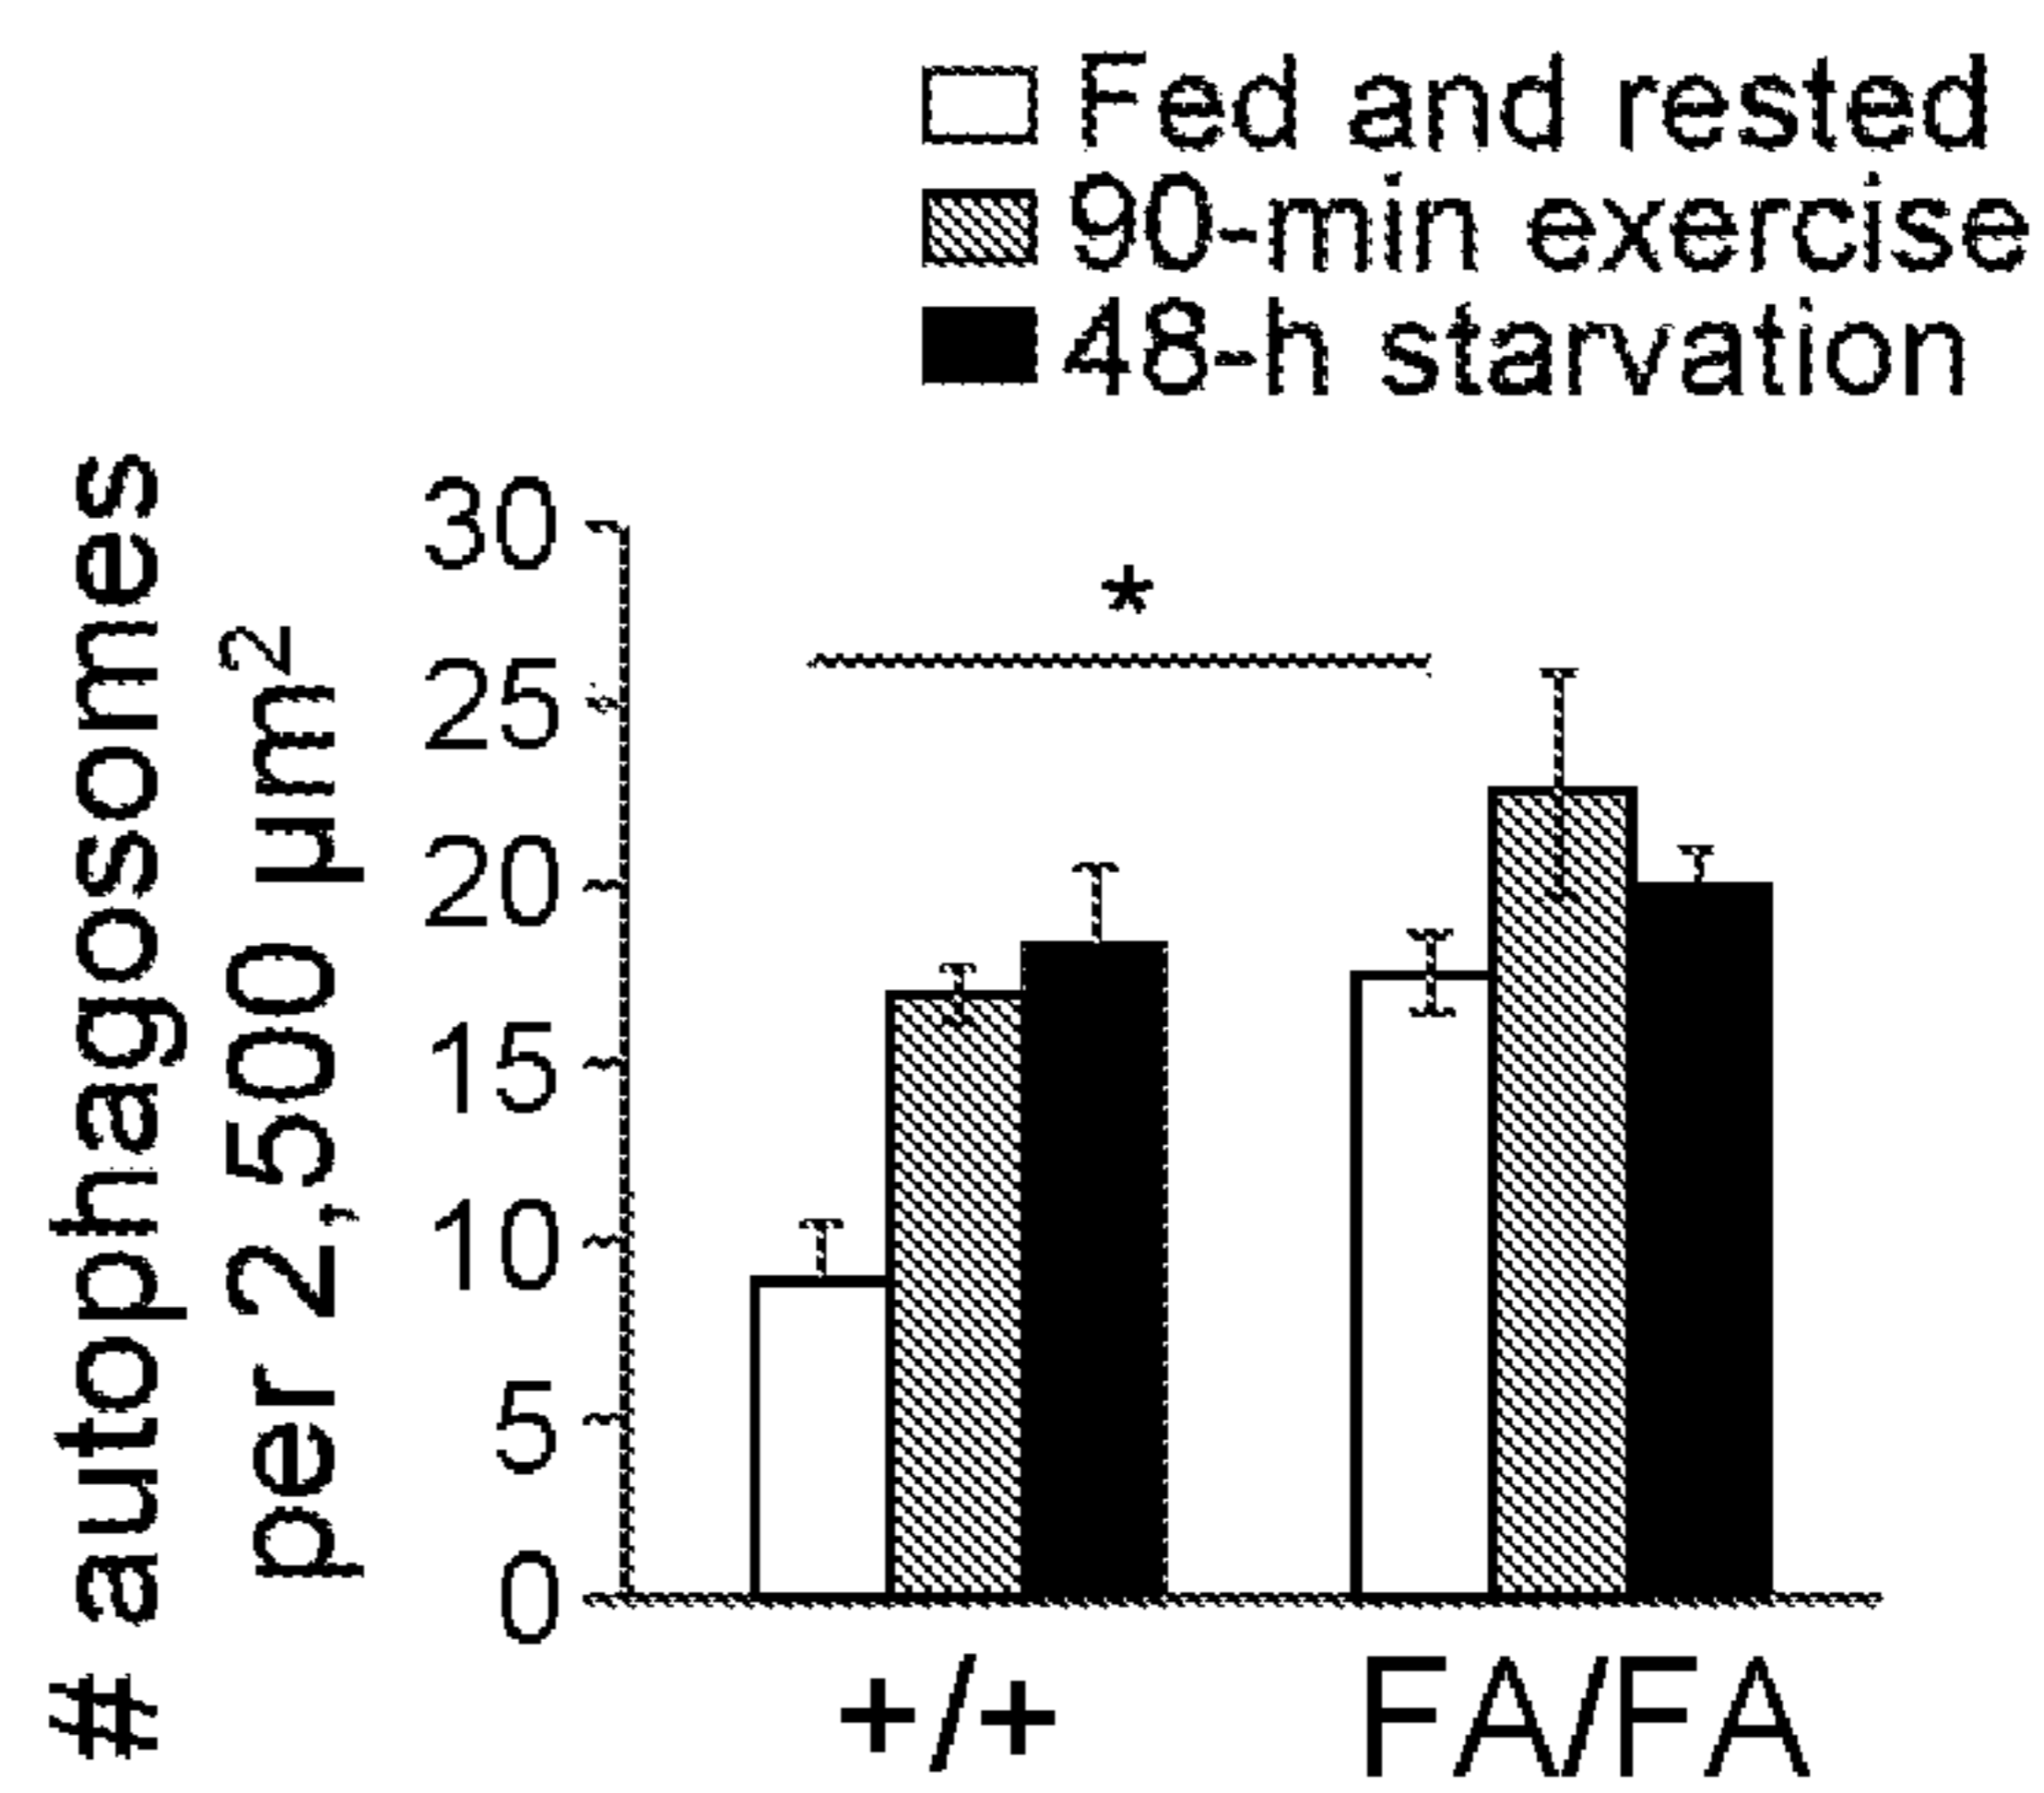 Fed and rested
90-min exercise
48-h starvation
# autophagosomes
per 2,500 µm²
30
25
20
15
10
5
0
*
+/+
FA/FA